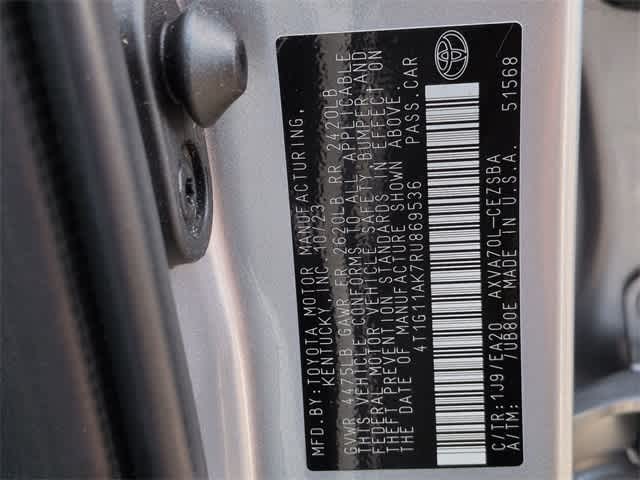 MFD.BY:TOYOTA MOTOR MANUFACTURING,
KENTUCKY, INC. 10/23
GVWR 4475LB GAWR FR 2620LB RR 2420LB
THIS VEHICLE CONFORMS TO ALL APPLICABLE
FEDERAL MOTOR VEHICLE SAFETY, BUMPER, AND
THEFT PREVENTION STANDARDS IN EFFECT ON
THE DATE OF MANUFACTURE SHOWN ABOVE.
4T1G11AK7RU869536 PASS.CAR
C/TR:1J9/EA20 AXVA70L-CEZSBA
A/TM: 7UB80E MADE IN U.S.A. 51568